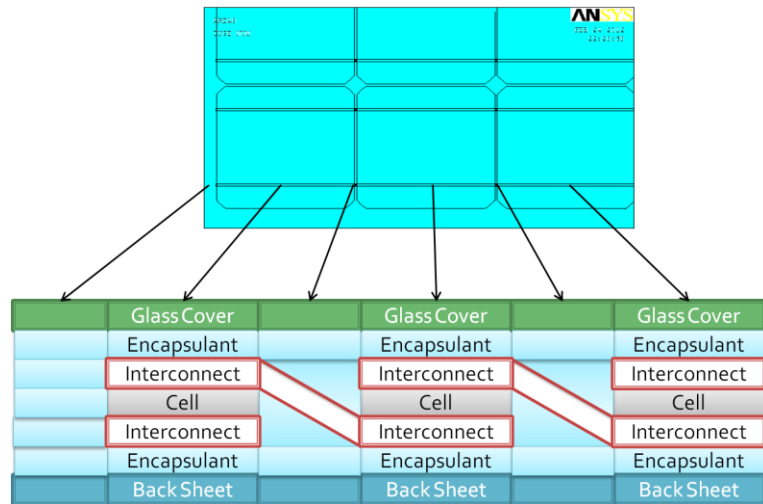 ANSYS
Glass Cover Glass Cover Glass Cover
Encapsulant Encapsulant Encapsulant
Interconnect Interconnect Interconnect
Cell Cell Cell
Interconnect Interconnect Interconnect
Encapsulant Encapsulant Encapsulant
Back Sheet Back Sheet Back Sheet